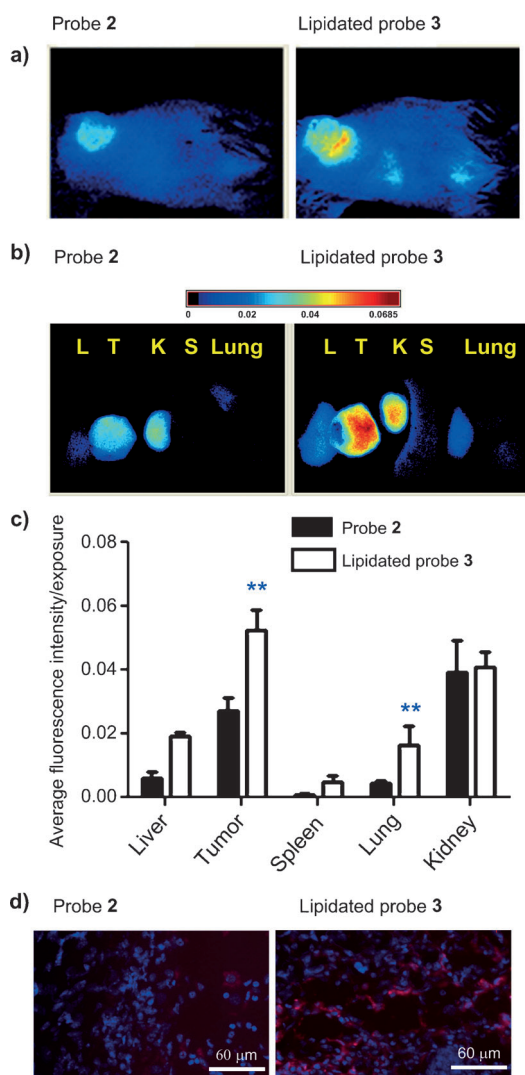 Probe 2 Lipidated probe 3
a)
b)
Probe 2 Lipidated probe 3
0 0.02 0.04 0.0685
L T K S Lung L T K S Lung
c)
Probe 2
Lipidated probe 3
Average fluorescence intensity/exposure
0.08
0.06
0.04
0.02
0.00
**
**
Liver Tumor Spleen Lung Kidney
d)
Probe 2 Lipidated probe 3
60 μm 60 μm